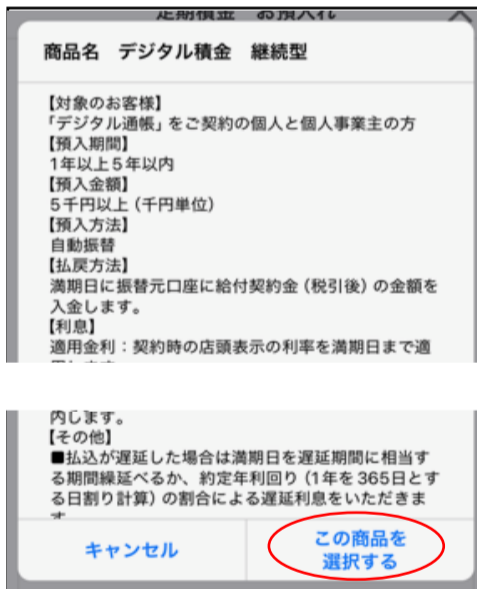 定期積金 お預入れ
商品名 デジタル積金 継続型
【対象のお客様】
「デジタル通帳」をご契約の個人と個人事業主の方
【預入期間】
1年以上5年以内
【預入金額】
5千円以上（千円単位）
【預入方法】
自動振替
【払戻方法】
満期日に振替元口座に給付契約金（税引後）の金額を
入金します。
【利息】
適用金利：契約時の店頭表示の利率を満期日まで適
内します。
【その他】
■払込が遅延した場合は満期日を遅延期間に相当す
る期間繰延べるか、約定年利回り（1年を365日とす
る日割り計算）の割合による遅延利息をいただきま
す
キャンセル
この商品を
選択する